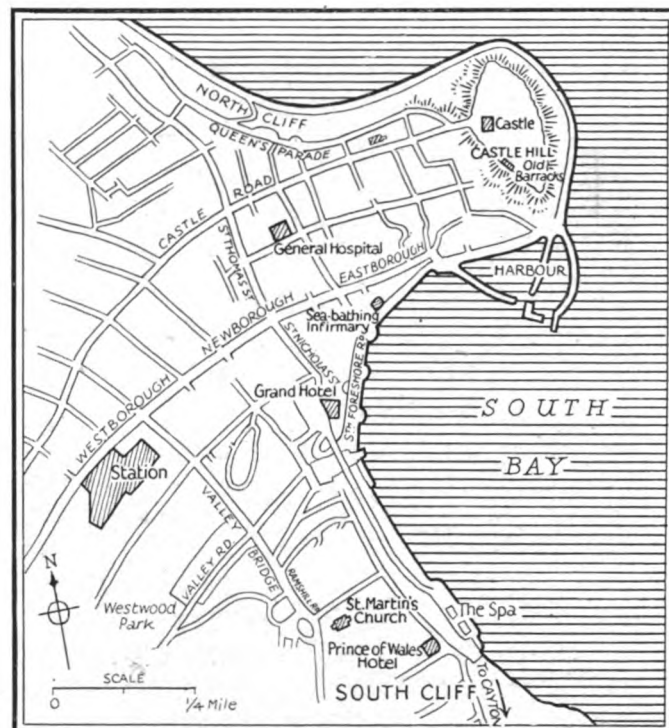 NORTH CLIFF
QUEEN'S PARADE
Castle
CASTLE HILL
Old
Barracks
CASTLE ROAD
ST THOMAS ST
General Hospital
EASTBOROUGH
HARBOUR
NEWBOROUGH
Sea-bathing
Infirmary
ST NICHOLAS ST
STH FORESHORE RD
Grand Hotel
SOUTH
BAY
WESTBOROUGH
Station
VALLEY BRIDGE
VALLEY RD
RAMSHILL RD
N
Westwood
Park
St. Martin's
Church
The Spa
Prince of Wales
Hotel
SOUTH CLIFF
TO CAYTON
SCALE
0
1/4 Mile